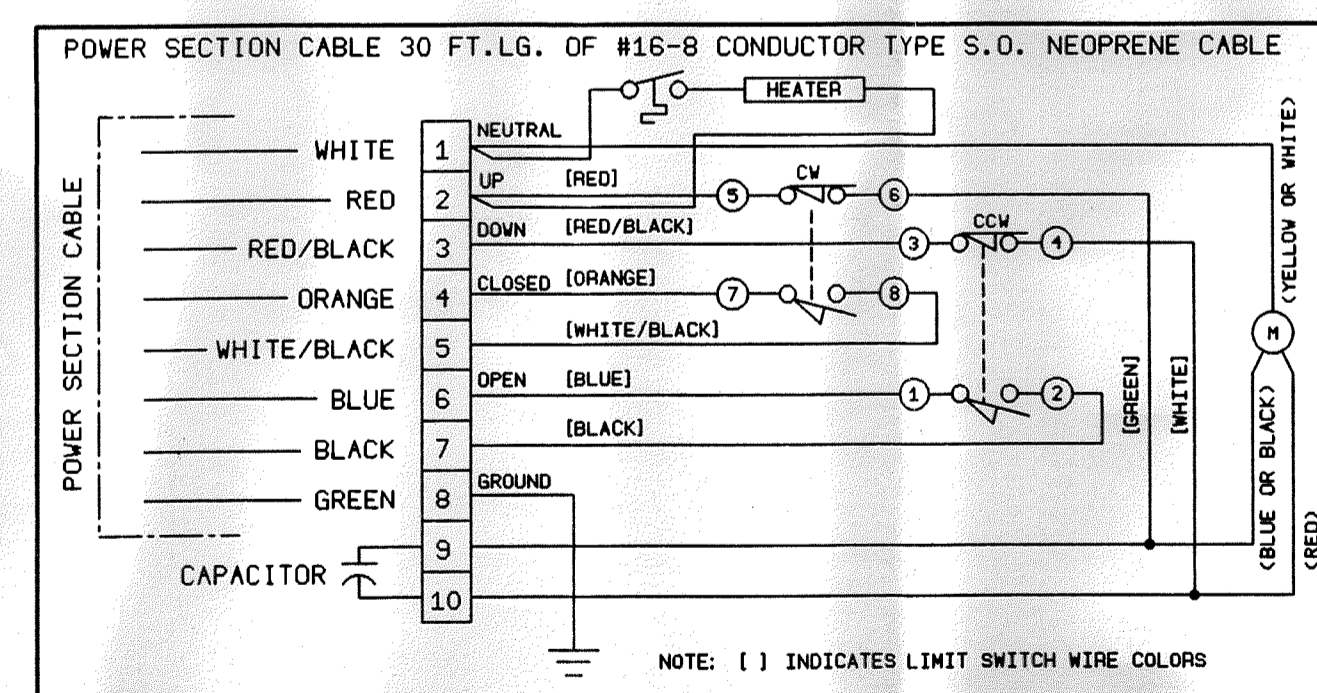 POWER SECTION CABLE 30 FT.LG. OF #16-8 CONDUCTOR TYPE S.O. NEOPRENE CABLE
HEATER
POWER SECTION CABLE
WHITE 1 NEUTRAL
RED 2 UP [RED] 5 CW 6
RED/BLACK 3 DOWN [RED/BLACK] 3 CCW 4
ORANGE 4 CLOSED [ORANGE] 7 8
WHITE/BLACK 5 [WHITE/BLACK]
BLUE 6 OPEN [BLUE] 1 2
BLACK 7 [BLACK]
GREEN 8 GROUND
9
CAPACITOR
10
[GREEN]
[WHITE]
(YELLOW OR WHITE)
M
(BLUE OR BLACK)
(RED)
NOTE: [ ] INDICATES LIMIT SWITCH WIRE COLORS